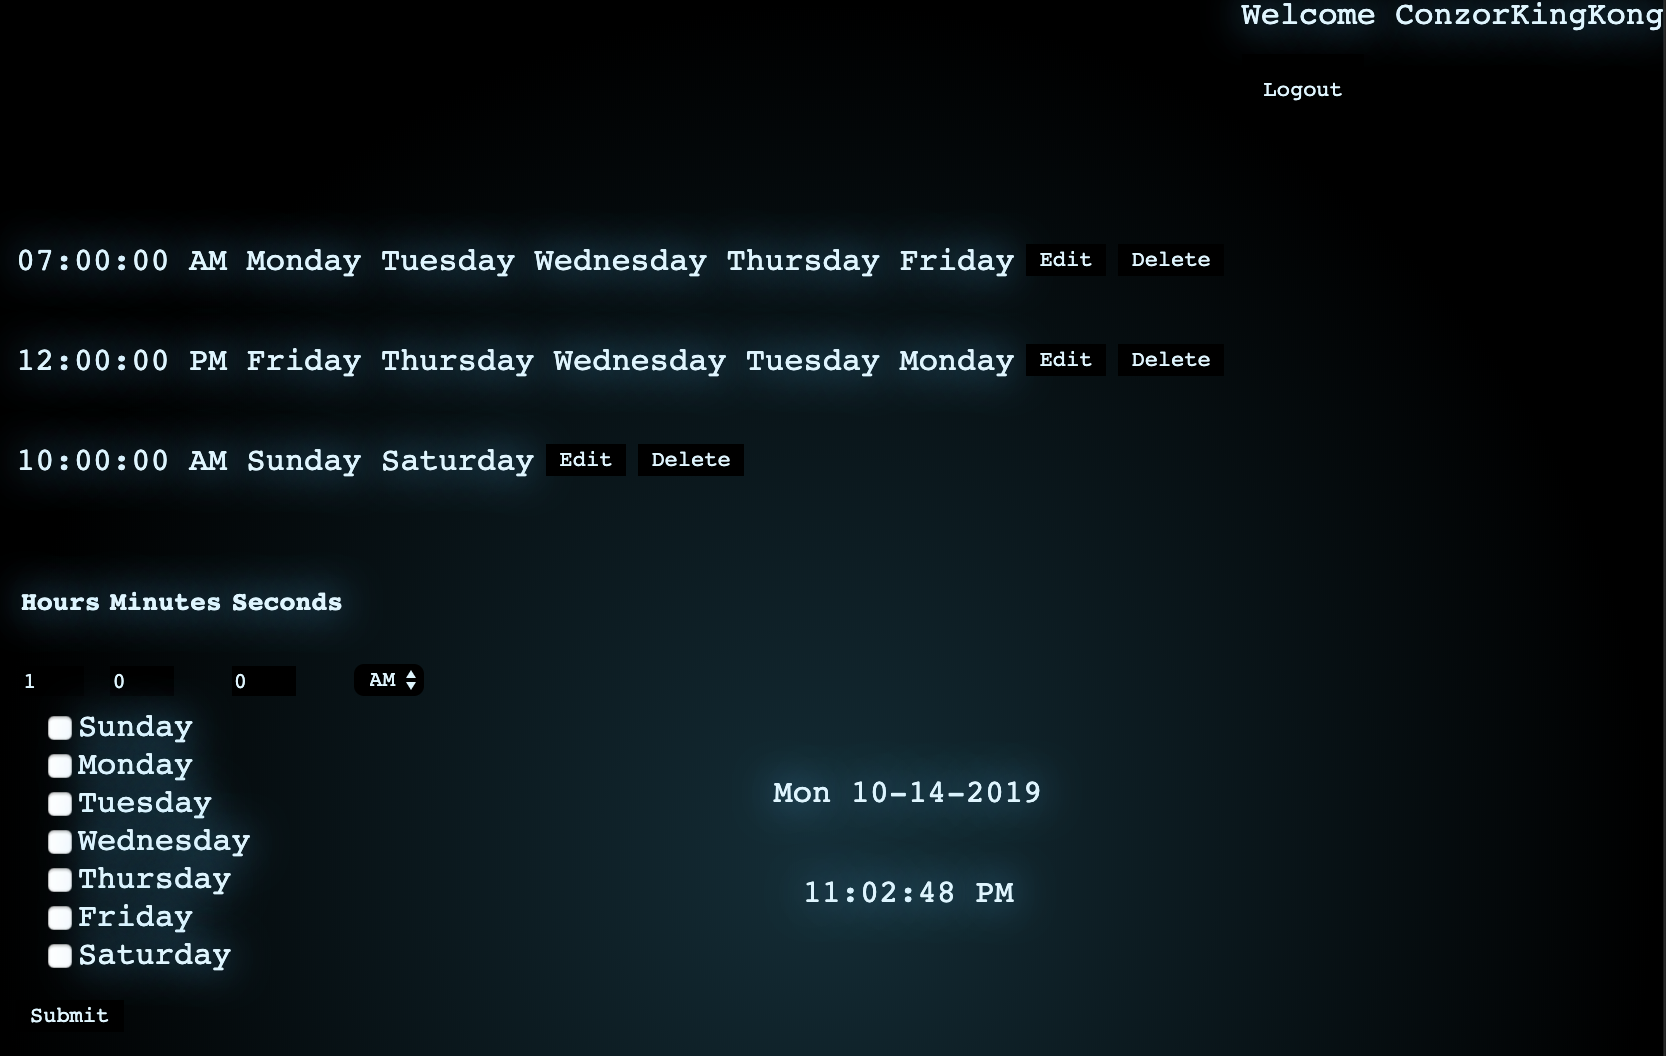 Welcome ConzorKingKong
Logout
07:00:00 AM Monday Tuesday Wednesday Thursday Friday Edit Delete
12:00:00 PM Friday Thursday Wednesday Tuesday Monday Edit Delete
10:00:00 AM Sunday Saturday Edit Delete
Hours Minutes Seconds
1 0 0 AM
Sunday
Monday
Tuesday
Wednesday
Thursday
Friday
Saturday
Submit
Mon 10-14-2019
11:02:48 PM